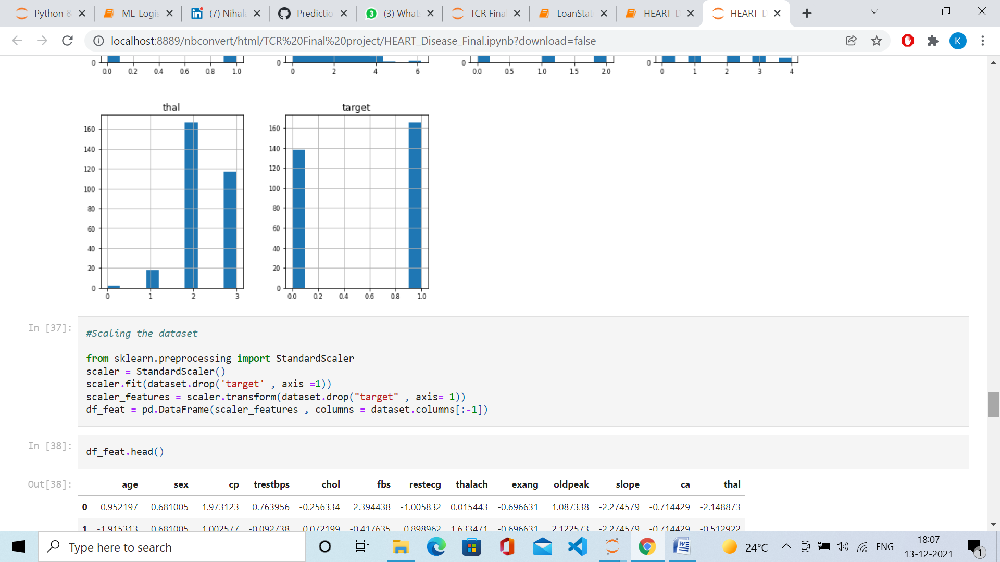 Python & ML_Logis (7) Nihala Predictio 3 (3) What TCR Final LoanStat HEART_D HEART_D
localhost:8889/nbconvert/html/TCR%20Final%20project/HEART_Disease_Final.ipynb?download=false K
0 0 0 0
0.0 0.2 0.4 0.6 0.8 1.0 0 2 4 6 0.0 0.5 1.0 1.5 2.0 0 1 2 3 4
thal target
160 160
140 140
120 120
100 100
80 80
60 60
40 40
20 20
0 0
0 1 2 3 0.0 0.2 0.4 0.6 0.8 1.0
In [37]:
#Scaling the dataset
from sklearn.preprocessing import StandardScaler
scaler = StandardScaler()
scaler.fit(dataset.drop('target' , axis =1))
scaler_features = scaler.transform(dataset.drop("target" , axis= 1))
df_feat = pd.DataFrame(scaler_features , columns = dataset.columns[:-1])
In [38]:
df_feat.head()
Out[38]:
age sex cp trestbps chol fbs restecg thalach exang oldpeak slope ca thal
0 0.952197 0.681005 1.973123 0.763956 -0.256334 2.394438 -1.005832 0.015443 -0.696631 1.087338 -2.274579 -0.714429 -2.148873
1 -1.915313 0.681005 1.002577 -0.092738 0.072199 -0.417635 0.898962 1.633471 -0.696631 2.122573 -2.274579 -0.714429 -0.512922
Type here to search 24°C ENG 18:07
13-12-2021 1